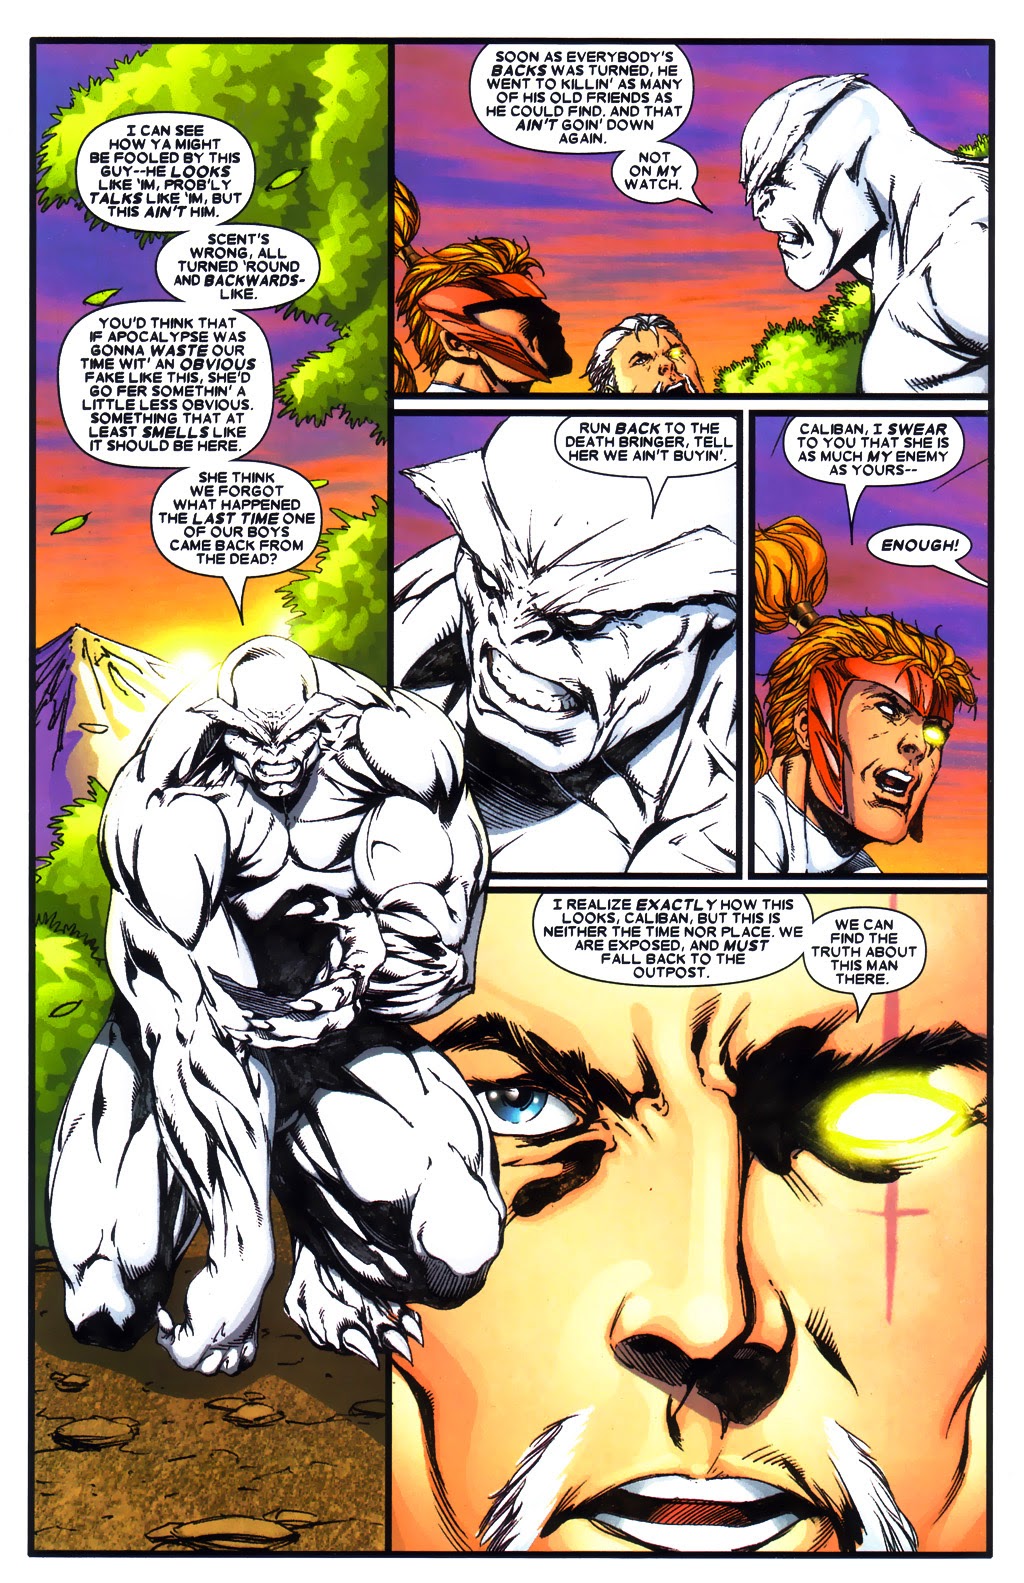 I CAN SEE
HOW YA MIGHT
BE FOOLED BY THIS
GUY--HE LOOKS
LIKE 'IM, PROB'LY
TALKS LIKE 'IM, BUT
THIS AIN'T HIM.
SCENT'S
WRONG, ALL
TURNED 'ROUND
AND BACKWARDS-
LIKE.
YOU'D THINK THAT
IF APOCALYPSE WAS
GONNA WASTE OUR
TIME WIT' AN OBVIOUS
FAKE LIKE THIS, SHE'D
GO FER SOMETHIN' A
LITTLE LESS OBVIOUS.
SOMETHING THAT AT
LEAST SMELLS LIKE
IT SHOULD BE HERE.
SHE THINK
WE FORGOT
WHAT HAPPENED
THE LAST TIME ONE
OF OUR BOYS
CAME BACK FROM
THE DEAD?
SOON AS EVERYBODY'S
BACKS WAS TURNED, HE
WENT TO KILLIN' AS MANY
OF HIS OLD FRIENDS AS
HE COULD FIND. AND THAT
AIN'T GOIN' DOWN
AGAIN.
NOT
ON MY
WATCH.
RUN BACK TO THE
DEATH BRINGER, TELL
HER WE AIN'T BUYIN'.
CALIBAN, I SWEAR
TO YOU THAT SHE IS
AS MUCH MY ENEMY
AS YOURS--
ENOUGH!
I REALIZE EXACTLY HOW THIS
LOOKS, CALIBAN, BUT THIS IS
NEITHER THE TIME NOR PLACE. WE
ARE EXPOSED, AND MUST
FALL BACK TO THE
OUTPOST.
WE CAN
FIND THE
TRUTH ABOUT
THIS MAN
THERE.